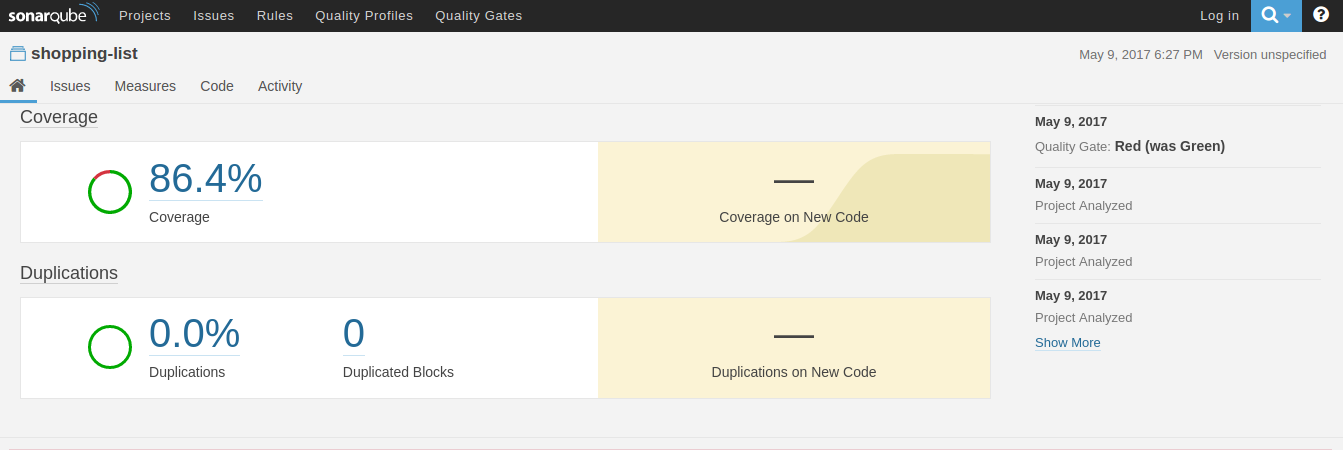 sonarqube Projects Issues Rules Quality Profiles Quality Gates Log in
shopping-list May 9, 2017 6:27 PM Version unspecified
Issues Measures Code Activity
Coverage
86.4%
Coverage
—
Coverage on New Code
Duplications
0.0%
Duplications
0
Duplicated Blocks
—
Duplications on New Code
May 9, 2017
Quality Gate: Red (was Green)
May 9, 2017
Project Analyzed
May 9, 2017
Project Analyzed
May 9, 2017
Project Analyzed
Show More